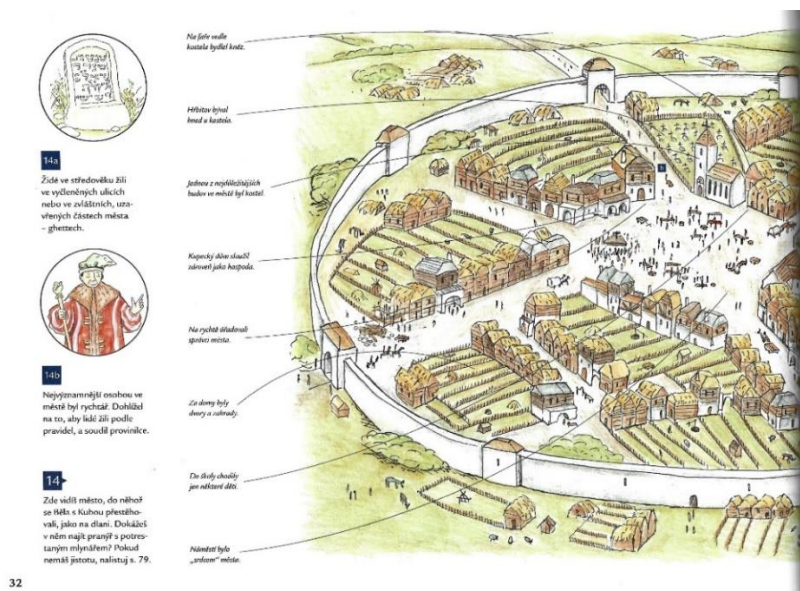 14a
Židé ve středověku žili
ve vyčleněných ulicích
nebo ve zvláštních, uza-
vřených částech města
– ghettech.
14b
Nejvýznamnější osobou ve
městě byl rychtář. Dohlížel
na to, aby lidé žili podle
pravidel, a soudil provinilce.
14
Zde vidíš město, do něhož
se Běla s Kubou přestěho-
vali, jako na dlani. Dokážeš
v něm najít pranýř s potres-
taným mlynářem? Pokud
nemáš jistotu, nalistuj s. 79.
Na faře vedle
kostela bydlel kněz.
Hřbitov býval
hned u kostela.
Jednou z nejdůležitějších
budov ve městě byl kostel.
Kupecký dům sloužil
zároveň jako hospoda.
Na rychtě úřadovali
správci města.
Za domy byly
dvory a zahrady.
Do školy chodily
jen některé děti.
Náměstí bylo
„srdcem“ města.
32